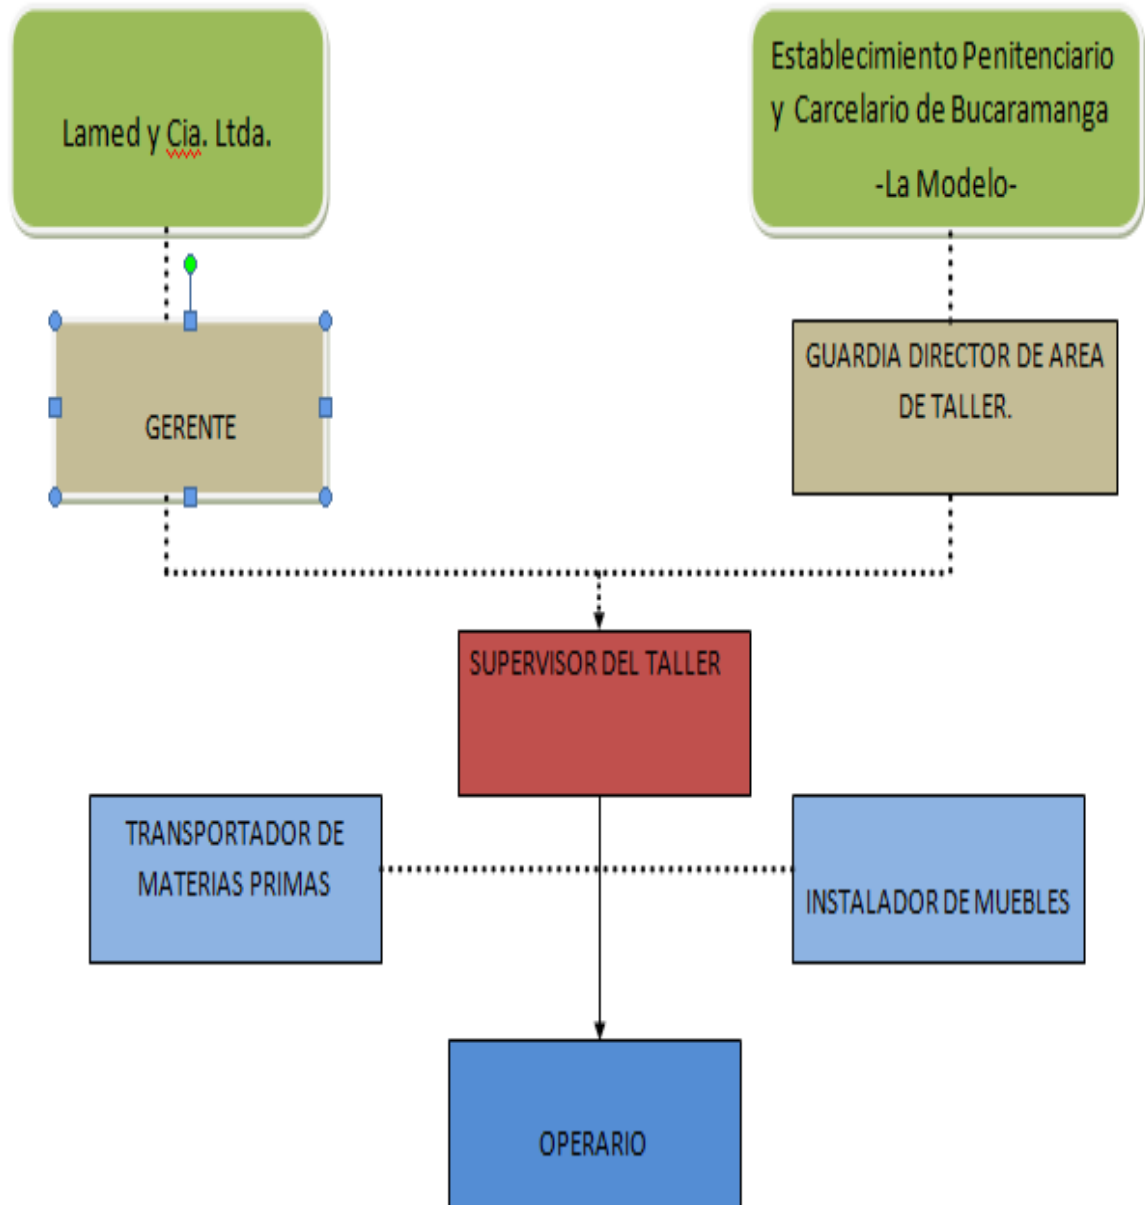 Lamed y Cia. Ltda.
Establecimiento Penitenciario
y Carcelario de Bucaramanga
-La Modelo-
GERENTE
GUARDIA DIRECTOR DE AREA
DE TALLER.
SUPERVISOR DEL TALLER
TRANSPORTADOR DE
MATERIAS PRIMAS
INSTALADOR DE MUEBLES
OPERARIO